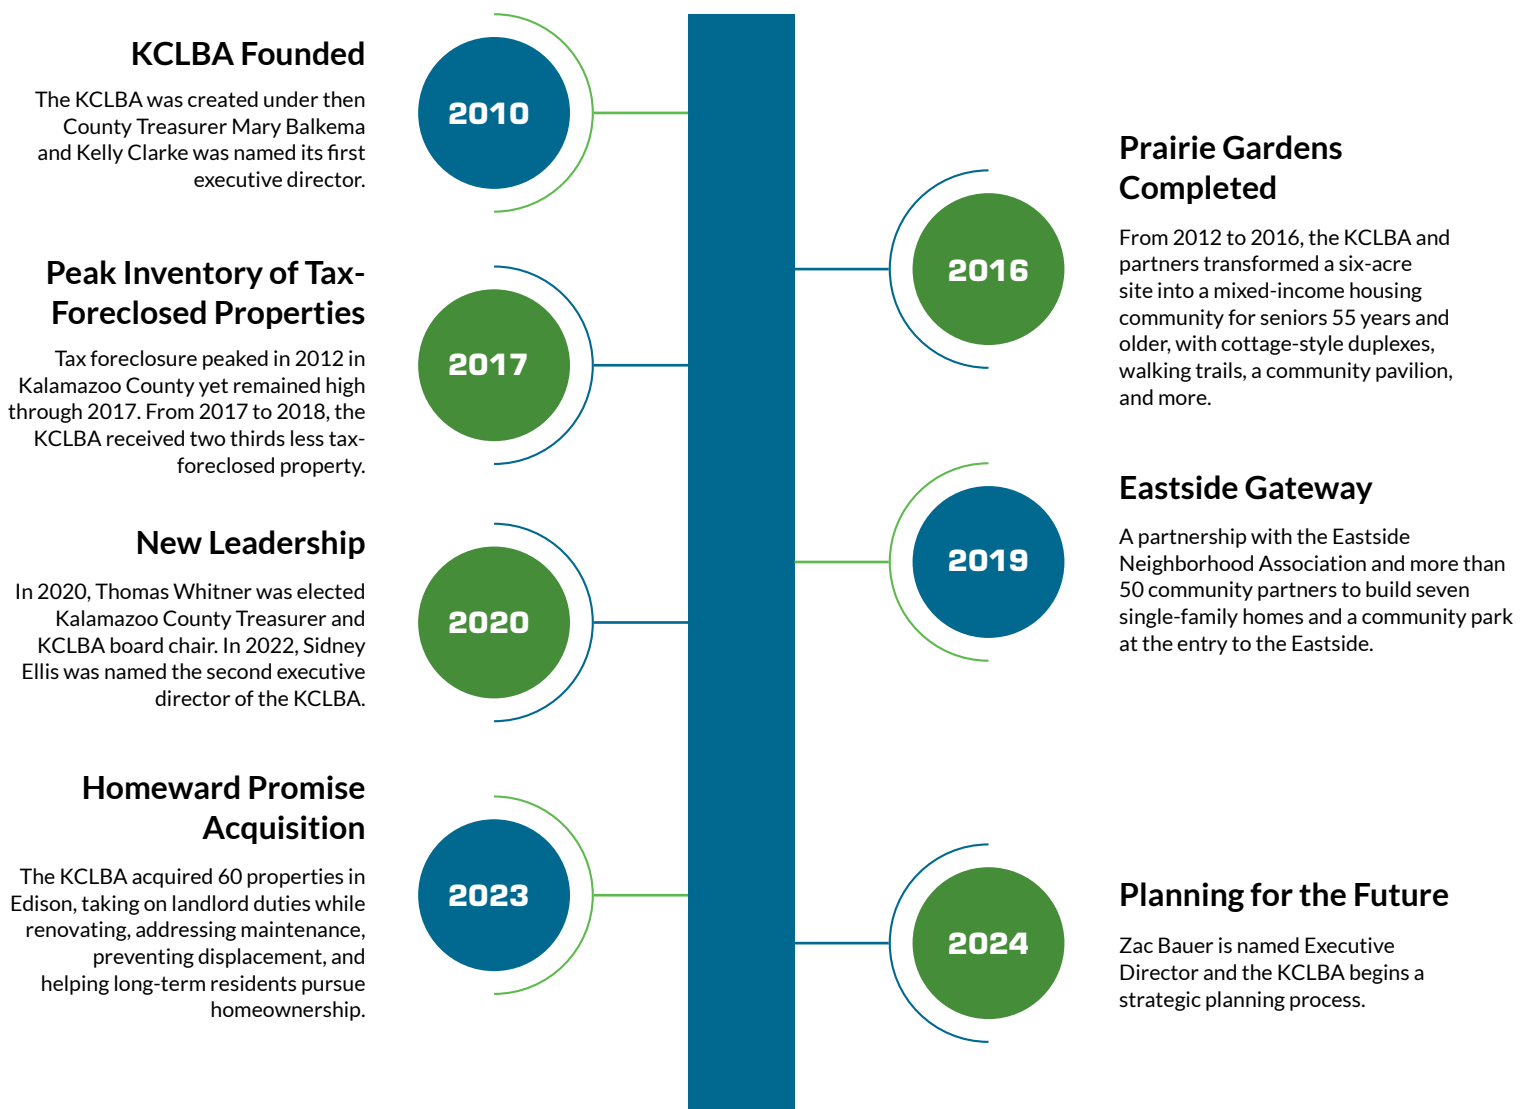 KCLBA Founded
The KCLBA was created under then
County Treasurer Mary Balkema
and Kelly Clarke was named its first
executive director.
2010
Prairie Gardens
Completed
From 2012 to 2016, the KCLBA and
partners transformed a six-acre
site into a mixed-income housing
community for seniors 55 years and
older, with cottage-style duplexes,
walking trails, a community pavilion,
and more.
2016
Peak Inventory of Tax-
Foreclosed Properties
Tax foreclosure peaked in 2012 in
Kalamazoo County yet remained high
through 2017. From 2017 to 2018, the
KCLBA received two thirds less tax-
foreclosed property.
2017
Eastside Gateway
A partnership with the Eastside
Neighborhood Association and more than
50 community partners to build seven
single-family homes and a community park
at the entry to the Eastside.
2019
New Leadership
In 2020, Thomas Whitner was elected
Kalamazoo County Treasurer and
KCLBA board chair. In 2022, Sidney
Ellis was named the second executive
director of the KCLBA.
2020
Homeward Promise
Acquisition
The KCLBA acquired 60 properties in
Edison, taking on landlord duties while
renovating, addressing maintenance,
preventing displacement, and
helping long-term residents pursue
homeownership.
2023
Planning for the Future
Zac Bauer is named Executive
Director and the KCLBA begins a
strategic planning process.
2024